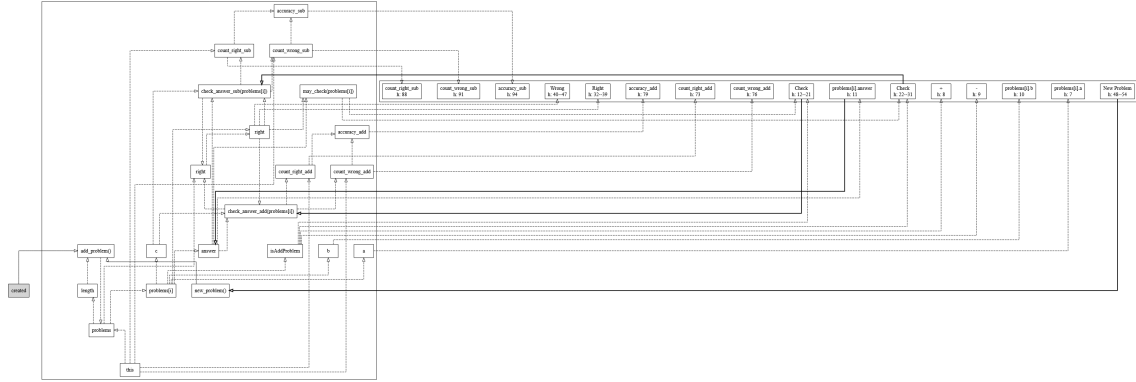 accuracy_sub
count_right_sub
count_wrong_sub
check_answer_sub(problems[i])
may_check(problems[i])
count_right_sub
h: 88
count_wrong_sub
h: 91
accuracy_sub
h: 94
Wrong
h: 40–47
Right
h: 32–39
accuracy_add
h: 79
count_right_add
h: 73
count_wrong_add
h: 76
Check
h: 12–21
problems[i].answer
h: 11
Check
h: 22–31
=
h: 8
-
h: 9
problems[i].b
h: 10
problems[i].a
h: 7
New Problem
h: 48–54
right
accuracy_add
right
count_right_add
count_wrong_add
check_answer_add(problems[i])
add_problem()
c
answer
isAddProblem
b
a
created
length
problems[i]
new_problem()
problems
this